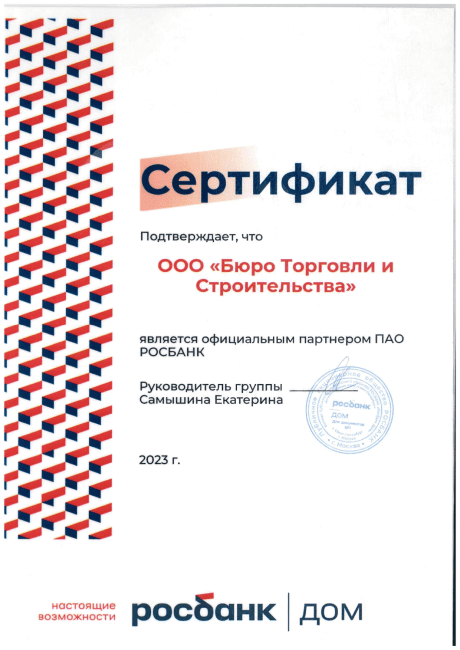 Сертификат
Подтверждает, что
ООО «Бюро Торговли и
Строительства»
является официальным партнером ПАО
РОСБАНК
Руководитель группы
Самышина Екатерина
росбанк
ДОМ
2023 г.
настоящие
возможности
росбанк
ДОМ